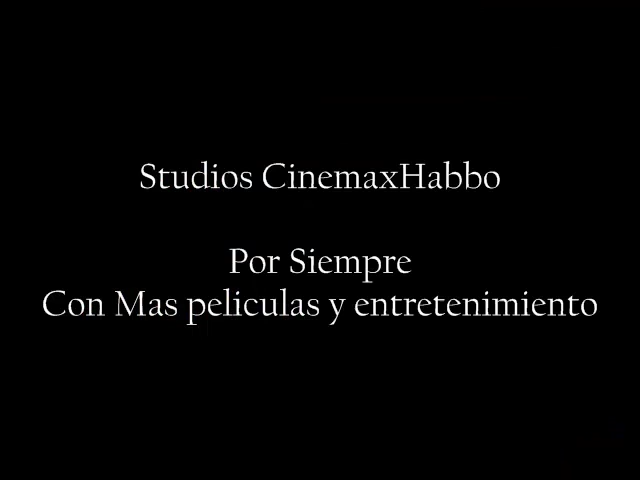 Studios CinemaxHabbo
Por Siempre
Con Mas peliculas y entretenimiento